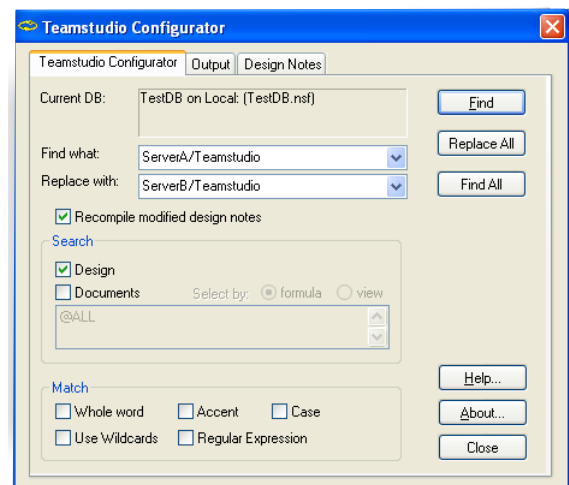 Teamstudio Configurator
Teamstudio Configurator Output Design Notes
Current DB: TestDB on Local: (TestDB.nsf) Find
Find what: ServerA/Teamstudio Replace All
Replace with: ServerB/Teamstudio Find All
Recompile modified design notes
Search
Design
Documents Select by: formula view
@ALL
Match
Whole word Accent Case
Use Wildcards Regular Expression
Help...
About...
Close